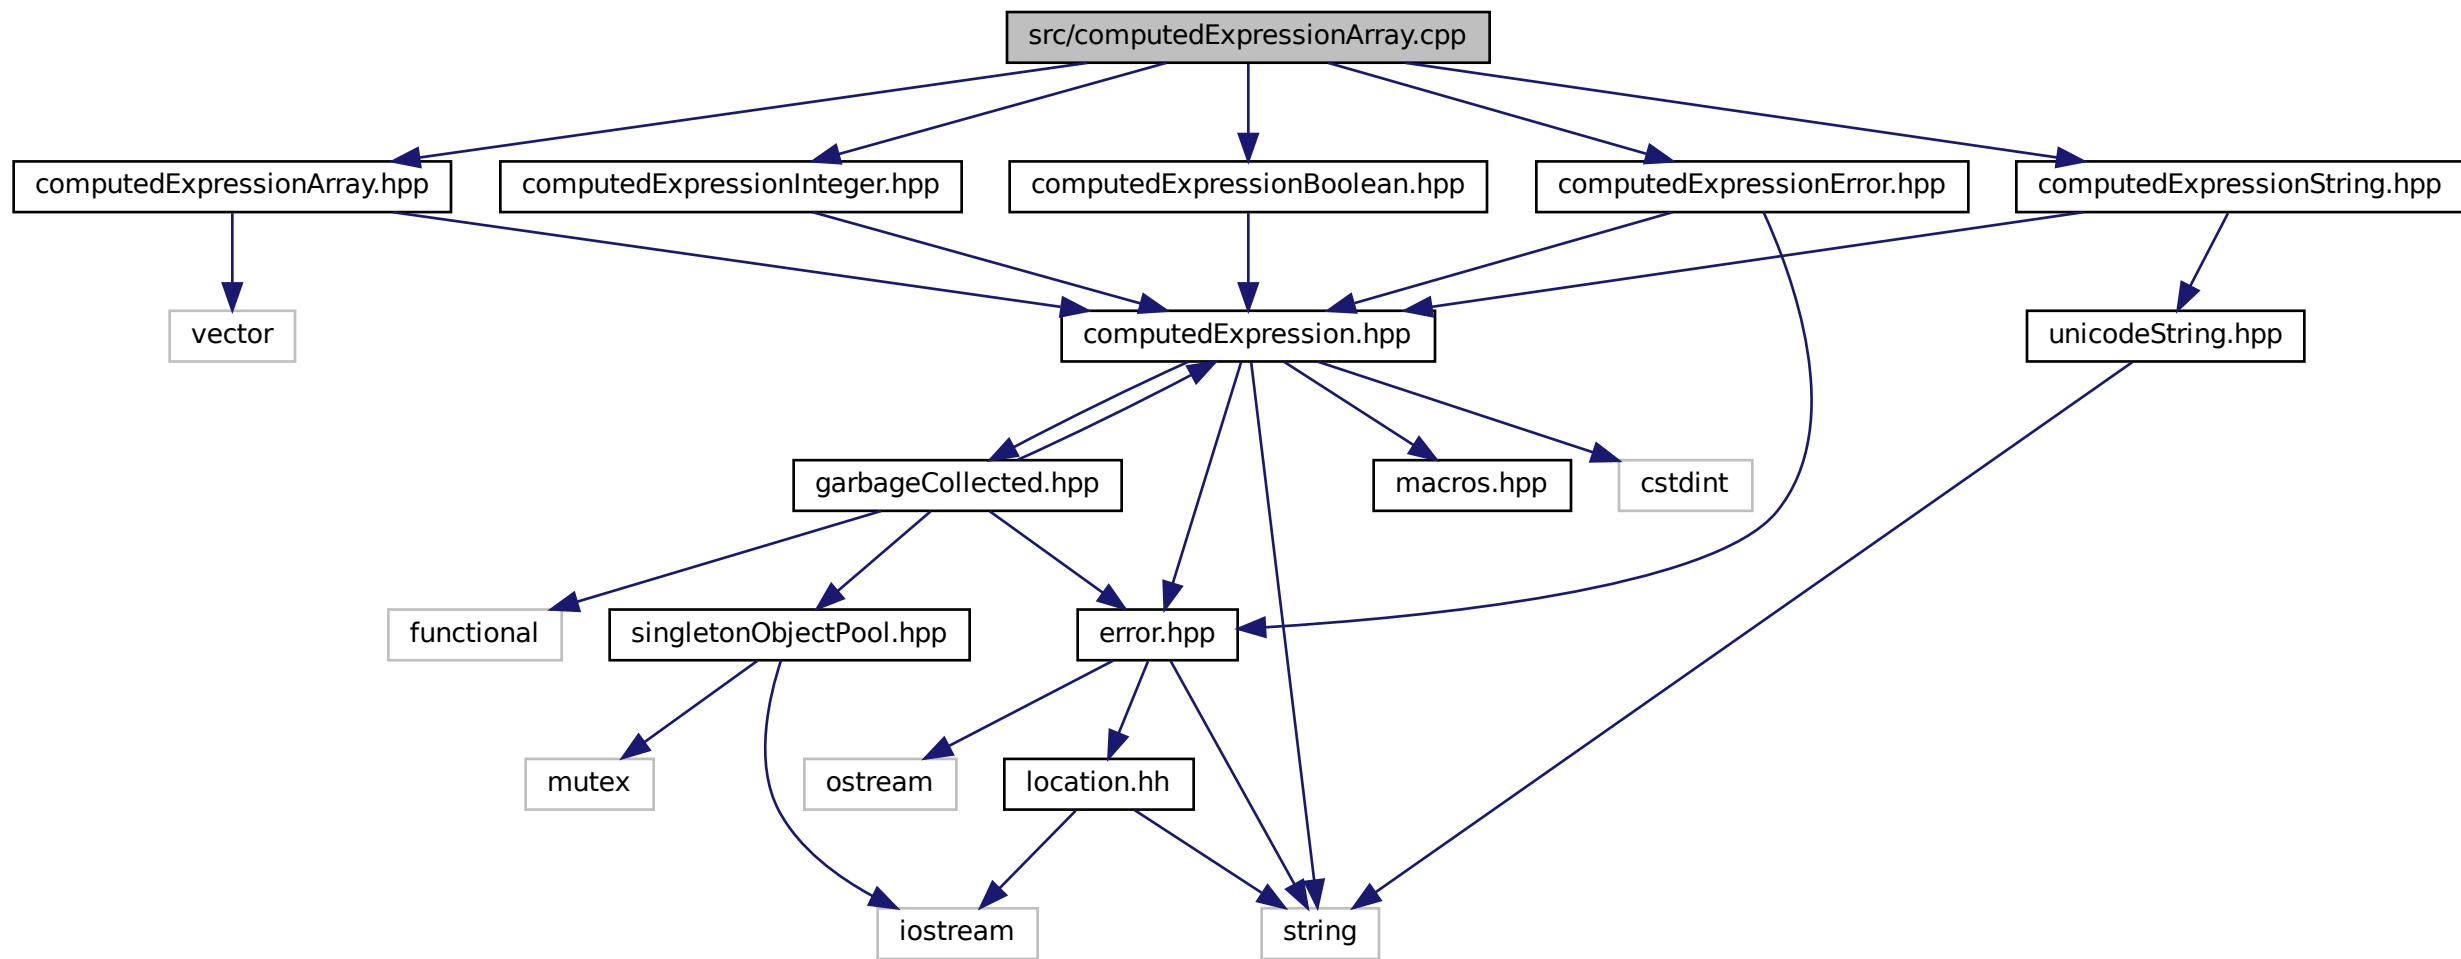 src/computedExpressionArray.cpp
computedExpressionArray.hpp
computedExpressionInteger.hpp
computedExpressionBoolean.hpp
computedExpressionError.hpp
computedExpressionString.hpp
vector
computedExpression.hpp
unicodeString.hpp
garbageCollected.hpp
macros.hpp
cstdint
functional
singletonObjectPool.hpp
error.hpp
mutex
ostream
location.hh
iostream
string